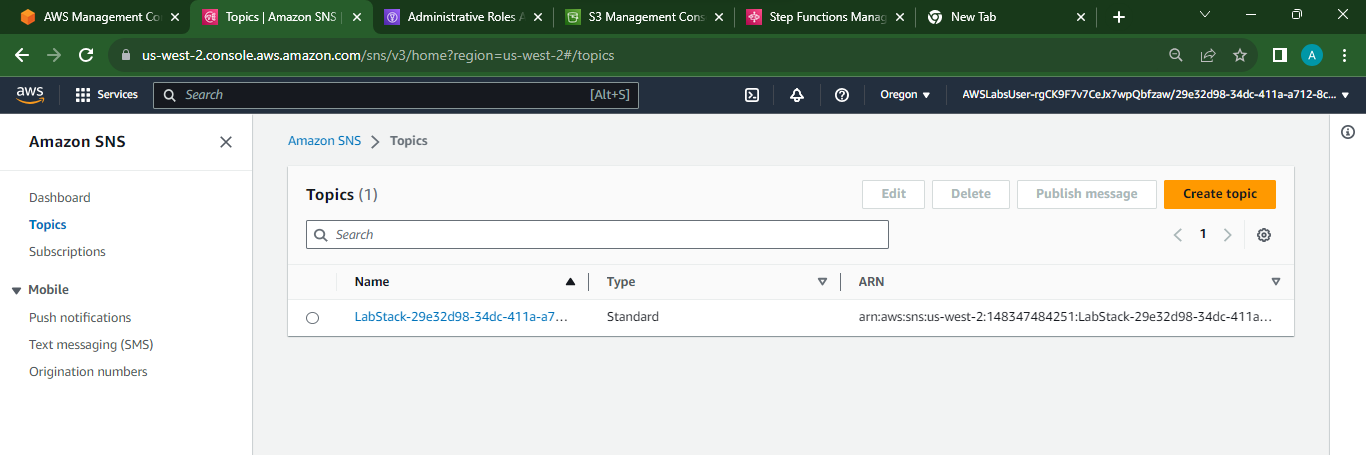 AWS Management Co
Topics | Amazon SNS |
Administrative Roles A
S3 Management Cons
Step Functions Manag
New Tab
us-west-2.console.aws.amazon.com/sns/v3/home?region=us-west-2#/topics
A
aws
Services
Search
[Alt+S]
Oregon
AWSLabsUser-rgCK9F7v7CeJx7wpQbfzaw/29e32d98-34dc-411a-a712-8c...
Amazon SNS
Dashboard
Topics
Subscriptions
Mobile
Push notifications
Text messaging (SMS)
Origination numbers
Amazon SNS > Topics
Topics (1)
Edit
Delete
Publish message
Create topic
Search
1
Name
Type
ARN
LabStack-29e32d98-34dc-411a-a7...
Standard
arn:aws:sns:us-west-2:148347484251:LabStack-29e32d98-34dc-411a...